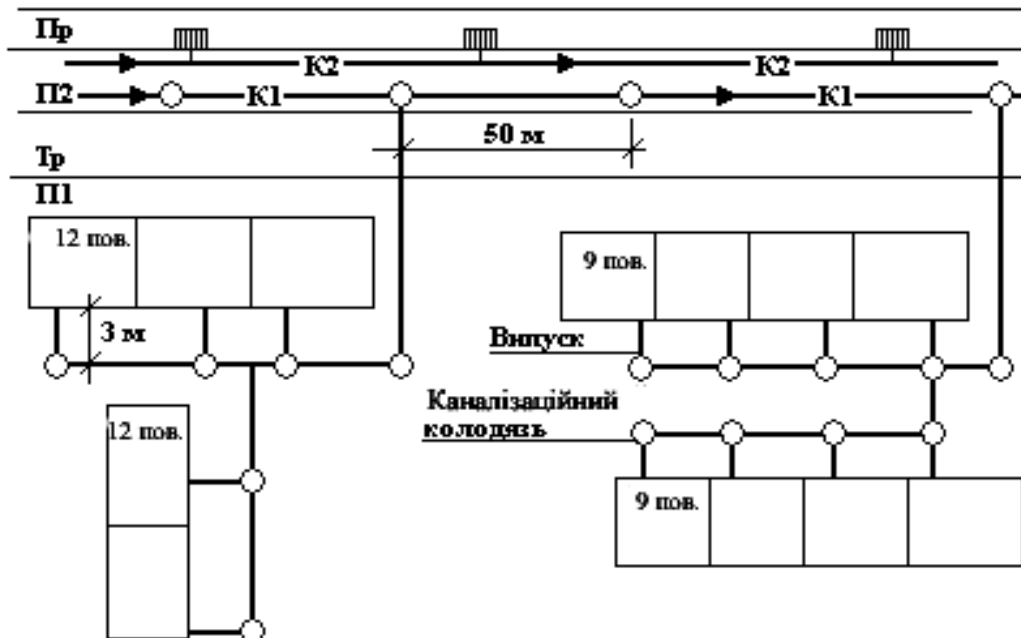 Пр
К2
К2
П2
К1
К1
50 м
Тр
П1
12 пов.
9 пов.
3 м
Випуск
Каналізаційний
колодязь
12 пов.
9 пов.